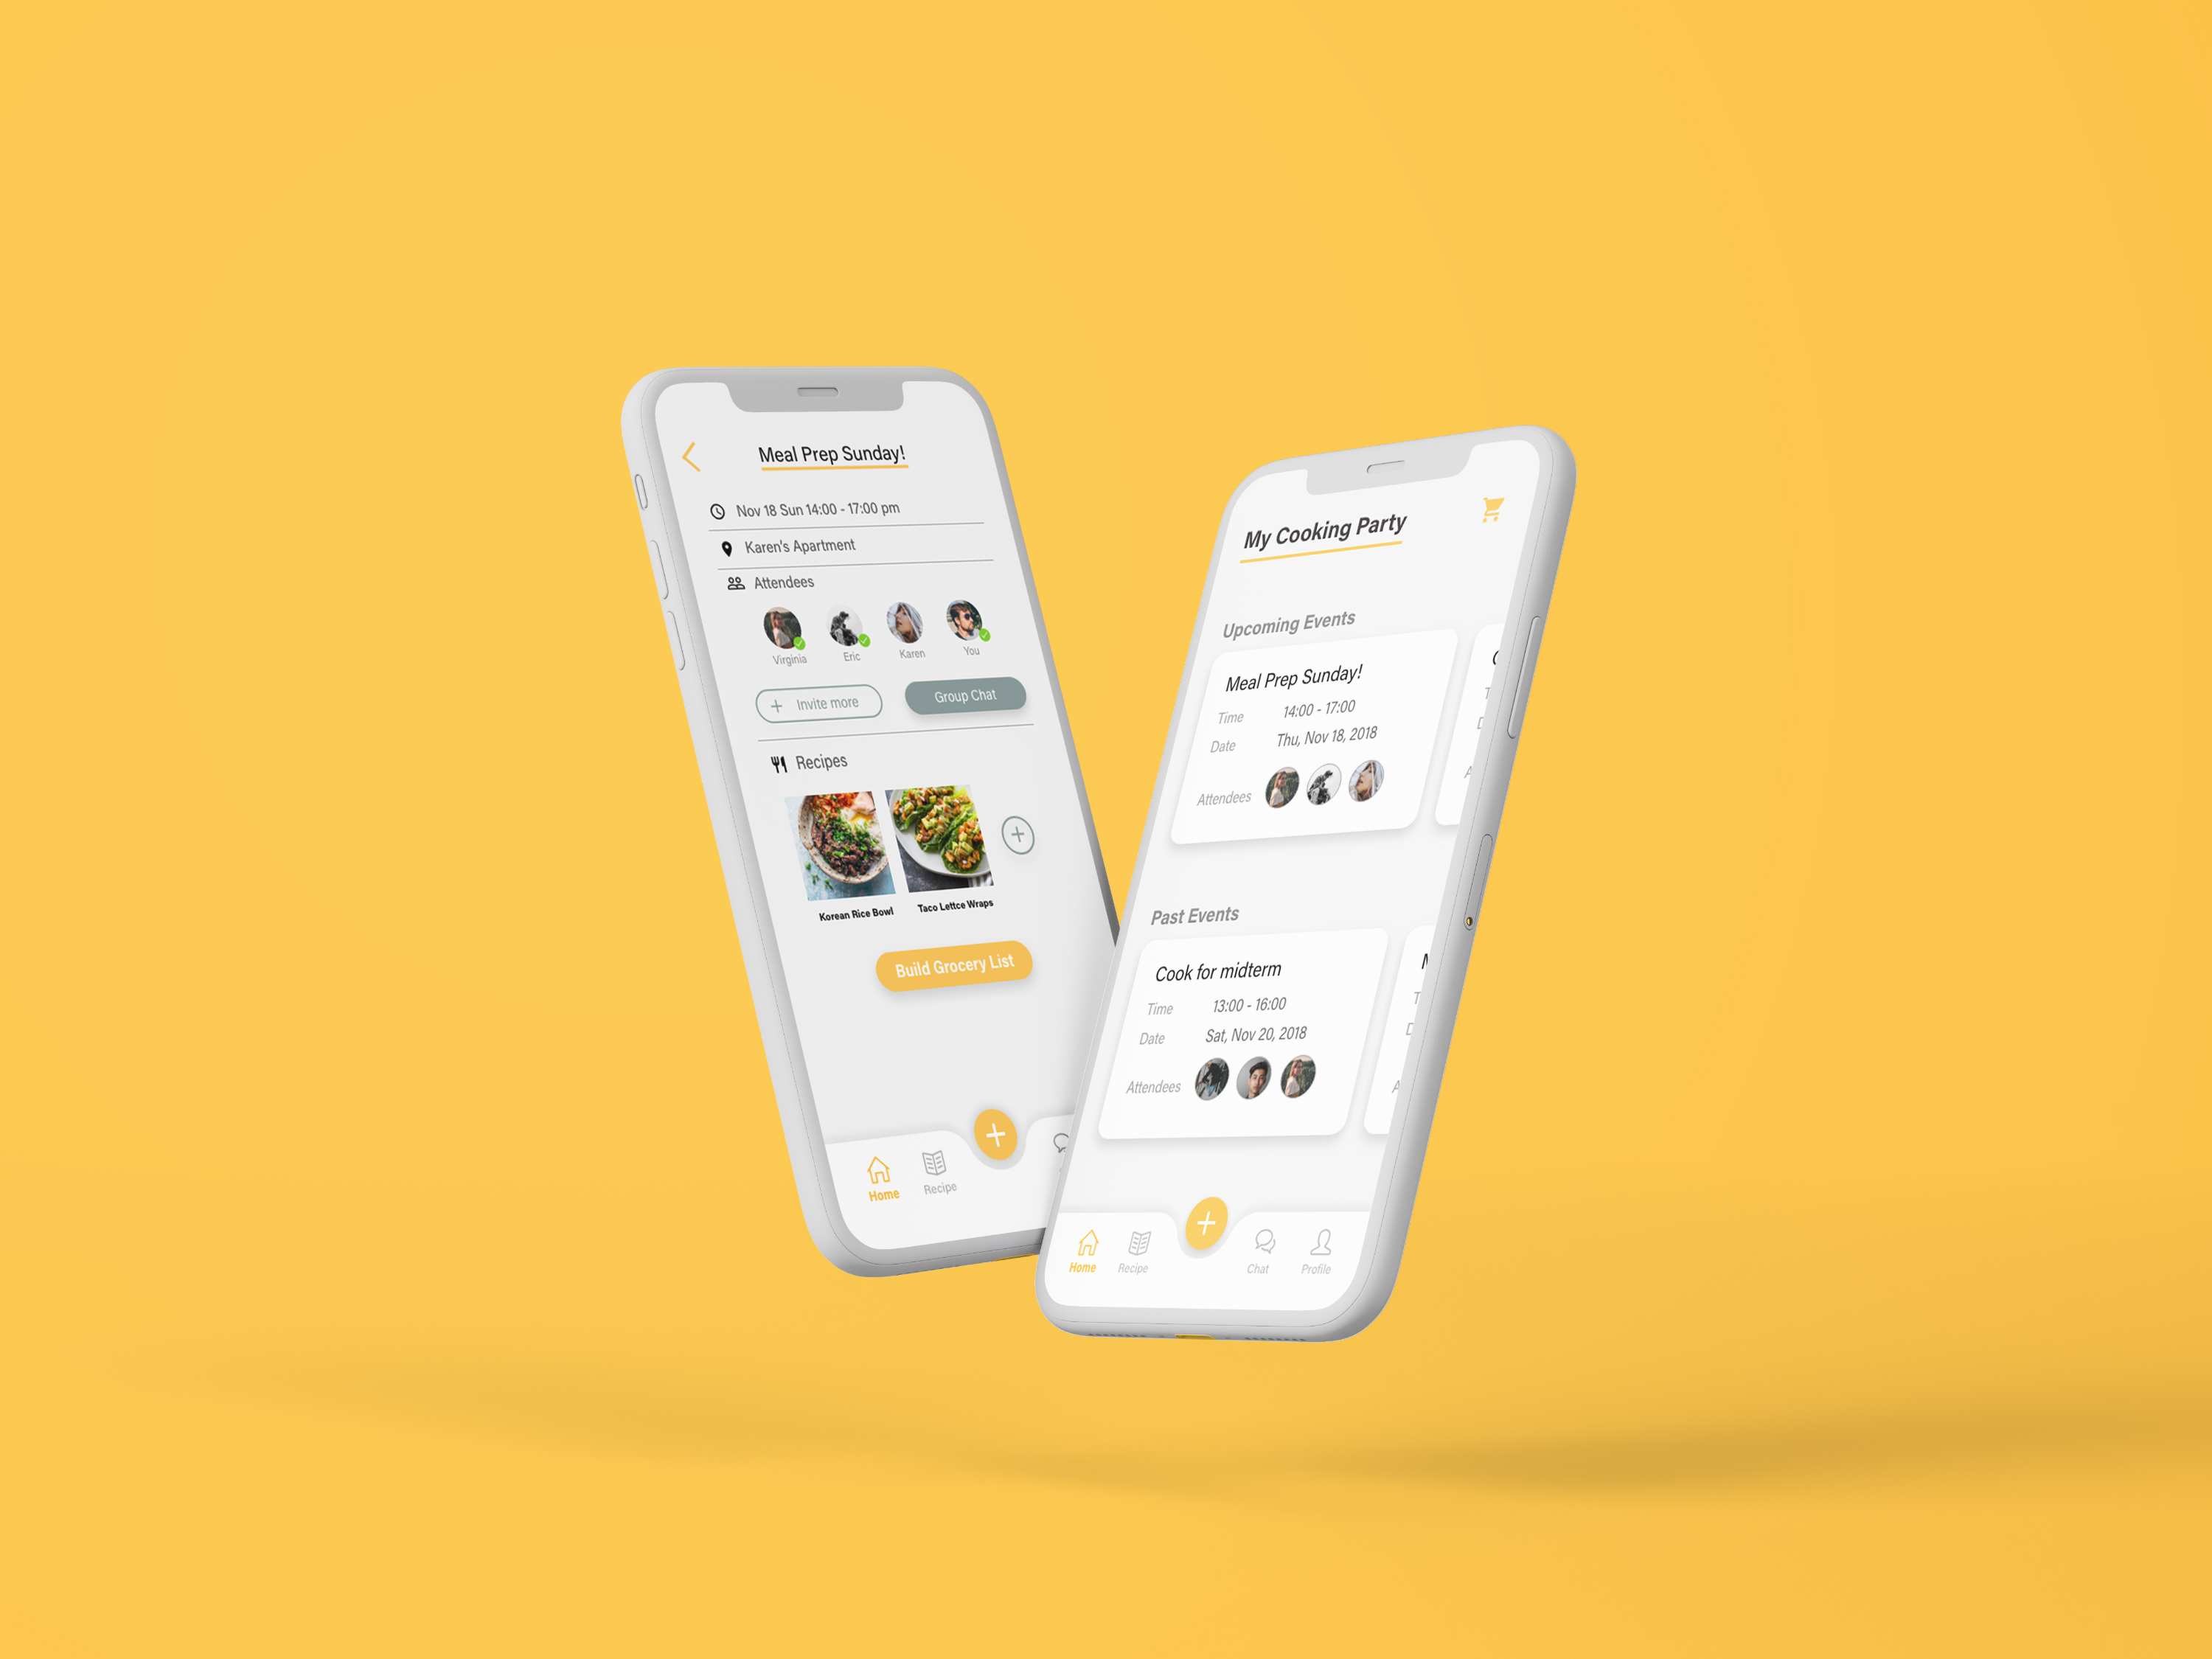 Meal Prep Sunday!
Nov 18 Sun 14:00 - 17:00 pm
Karen's Apartment
Attendees
Virginia
Eric
Karen
You
Invite more
Group Chat
Recipes
Korean Rice Bowl
Taco Lettce Wraps
Build Grocery List
Home
Recipe
My Cooking Party
Upcoming Events
Meal Prep Sunday!
Time 14:00 - 17:00
Date Thu, Nov 18, 2018
Attendees
Past Events
Cook for midterm
Time 13:00 - 16:00
Date Sat, Nov 20, 2018
Attendees
Home
Recipe
Chat
Profile